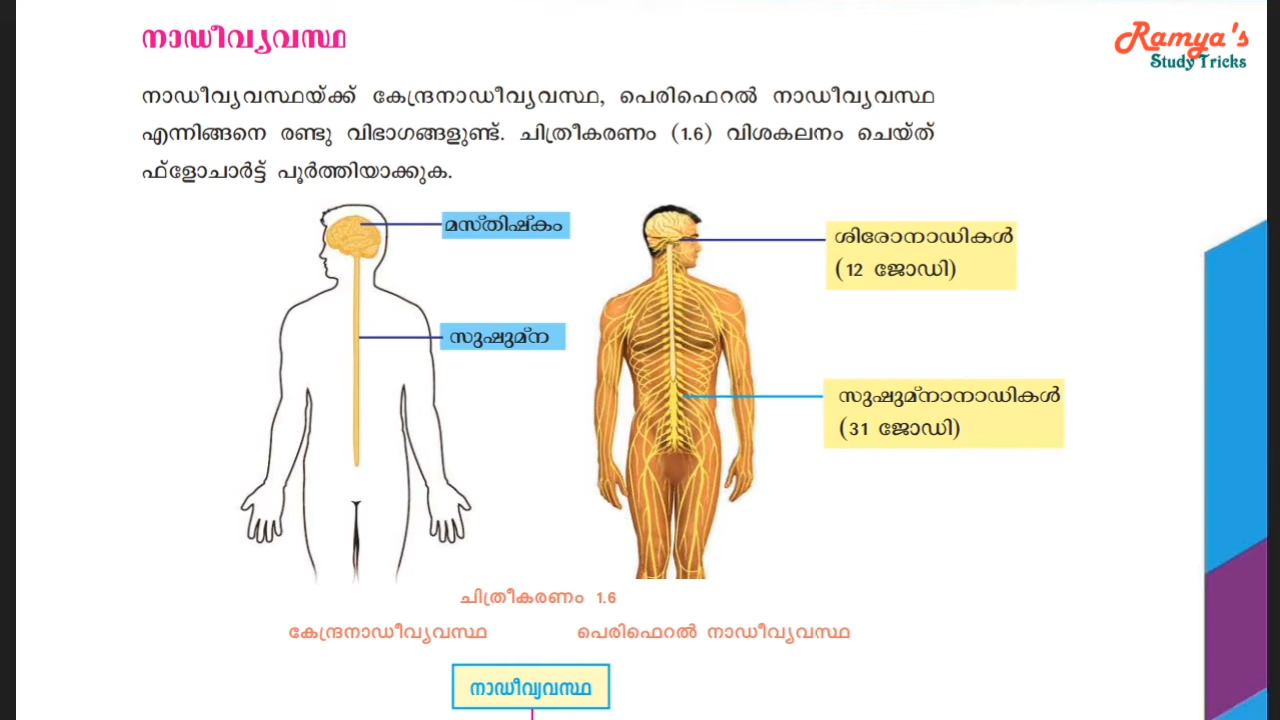 നാഡീവ്യവസ്ഥ
Ramya's
Study Tricks
നാഡീവ്യവസ്ഥയ്ക്ക് കേന്ദ്രനാഡീവ്യവസ്ഥ, പെരിഫെറൽ നാഡീവ്യവസ്ഥ
എന്നിങ്ങനെ രണ്ടു വിഭാഗങ്ങളുണ്ട്. ചിത്രീകരണം (1.6) വിശകലനം ചെയ്ത്
ഫ്ളോചാർട്ട് പൂർത്തിയാക്കുക.
മസ്തിഷ്കം
ശിരോനാഡികൾ
(12 ജോഡി)
സുഷുമ്ന
സുഷുമ്നാനാഡികൾ
(31 ജോഡി)
ചിത്രീകരണം 1.6
കേന്ദ്രനാഡീവ്യവസ്ഥ പെരിഫെറൽ നാഡീവ്യവസ്ഥ
നാഡീവ്യവസ്ഥ